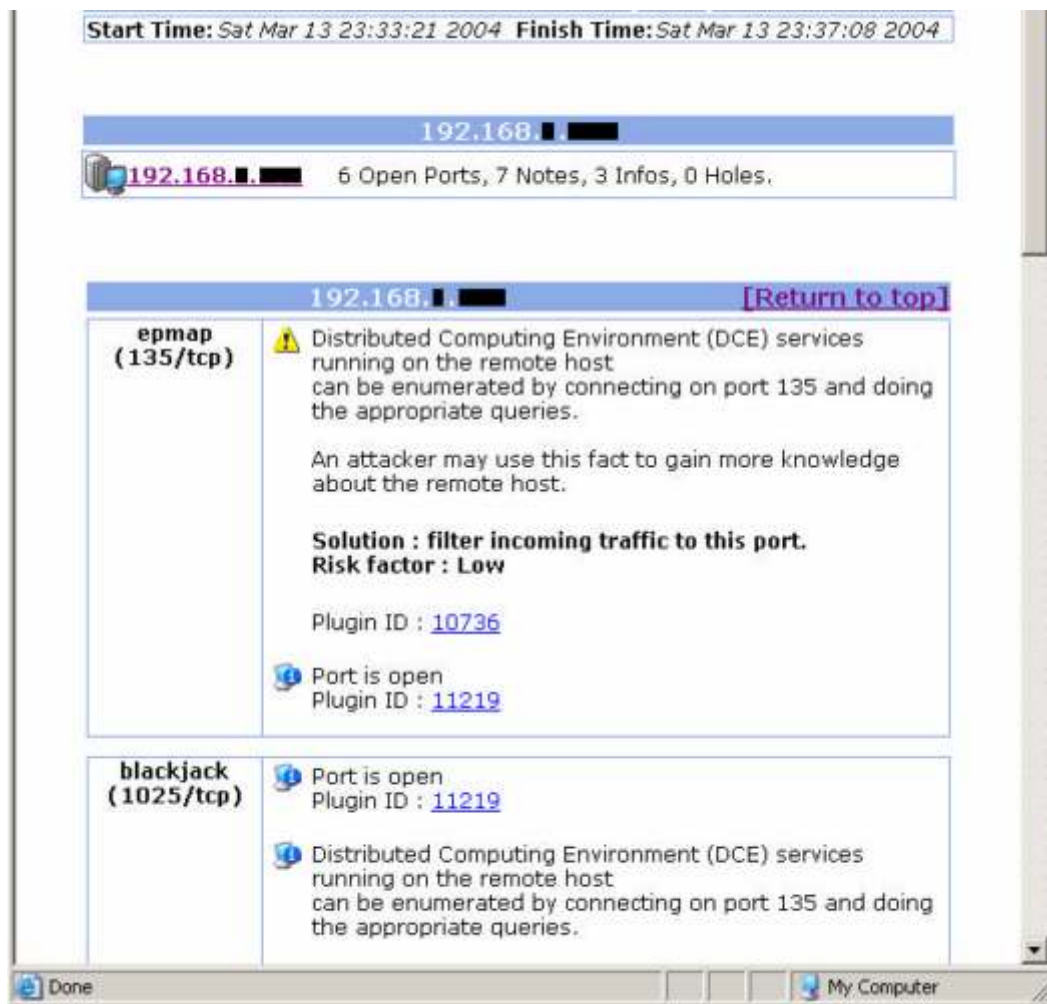 Start Time: Sat Mar 13 23:33:21 2004 Finish Time: Sat Mar 13 23:37:08 2004
192.168.
192.168. 6 Open Ports, 7 Notes, 3 Infos, 0 Holes.
192.168. [Return to top]
epmap
(135/tcp)
Distributed Computing Environment (DCE) services
running on the remote host
can be enumerated by connecting on port 135 and doing
the appropriate queries.
An attacker may use this fact to gain more knowledge
about the remote host.
Solution : filter incoming traffic to this port.
Risk factor : Low
Plugin ID : 10736
Port is open
Plugin ID : 11219
blackjack
(1025/tcp)
Port is open
Plugin ID : 11219
Distributed Computing Environment (DCE) services
running on the remote host
can be enumerated by connecting on port 135 and doing
the appropriate queries.
Done
My Computer